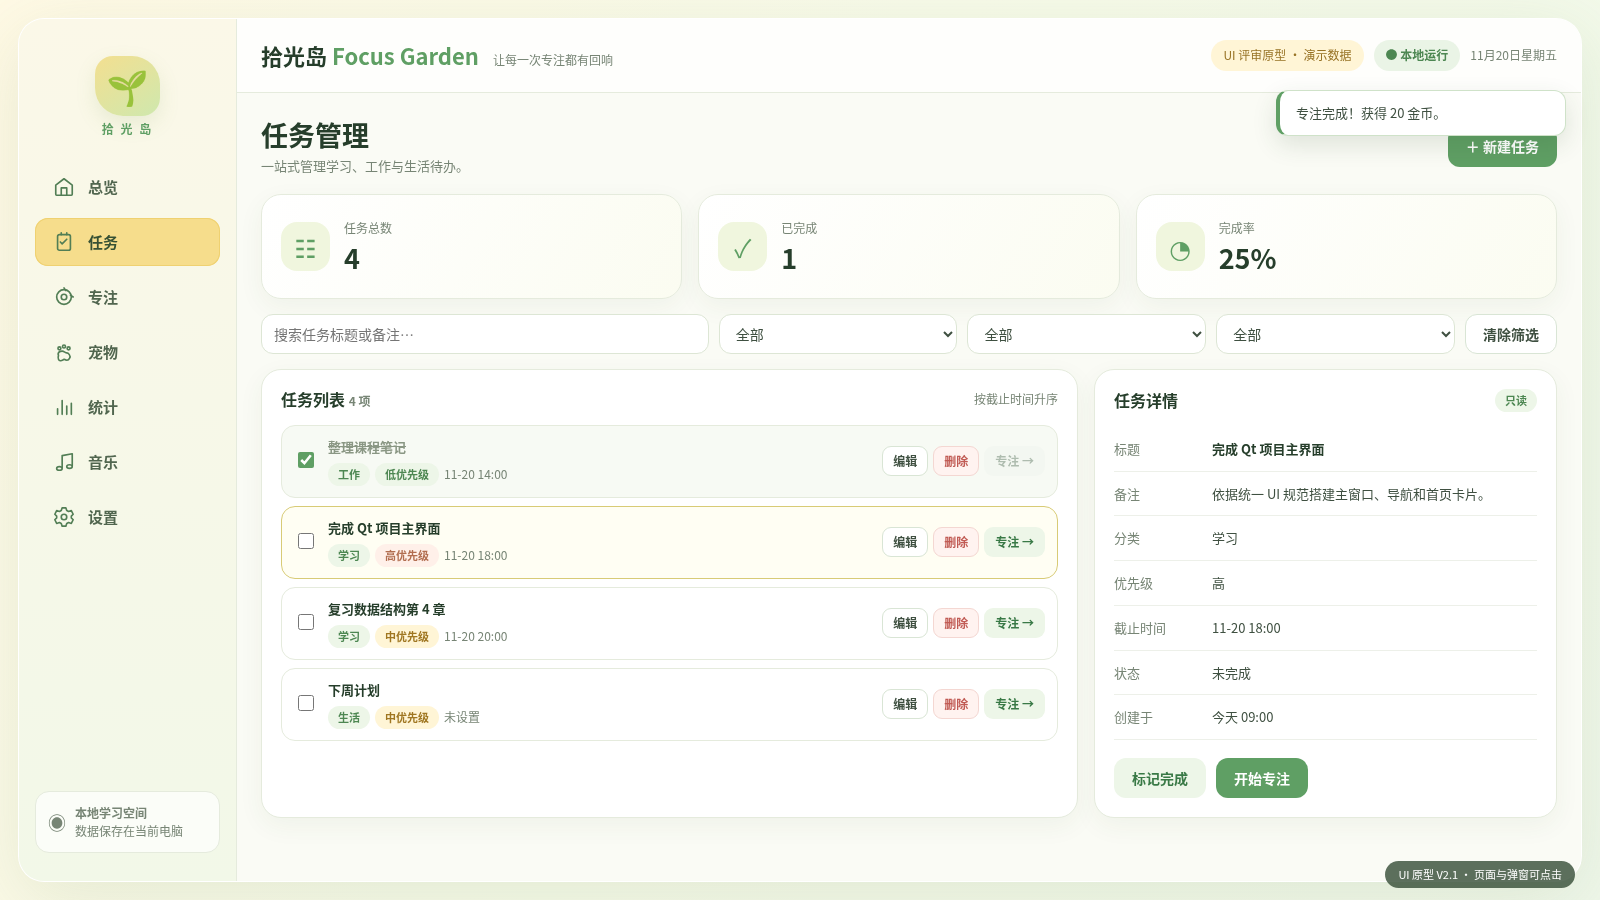 拾光岛
总览
任务
专注
宠物
统计
音乐
设置
本地学习空间
数据保存在当前电脑
拾光岛 Focus Garden 让每一次专注都有回响
UI 评审原型 · 演示数据
本地运行
11月20日星期五
专注完成！获得 20 金币。
任务管理
一站式管理学习、工作与生活待办。
＋ 新建任务
任务总数
4
已完成
1
完成率
25%
搜索任务标题或备注…
全部
全部
全部
清除筛选
任务列表 4 项
按截止时间升序
整理课程笔记
工作 低优先级 11-20 14:00
编辑 删除 专注 →
完成 Qt 项目主界面
学习 高优先级 11-20 18:00
编辑 删除 专注 →
复习数据结构第 4 章
学习 中优先级 11-20 20:00
编辑 删除 专注 →
下周计划
生活 中优先级 未设置
编辑 删除 专注 →
任务详情
只读
标题 完成 Qt 项目主界面
备注 依据统一 UI 规范搭建主窗口、导航和首页卡片。
分类 学习
优先级 高
截止时间 11-20 18:00
状态 未完成
创建于 今天 09:00
标记完成
开始专注
UI 原型 V2.1 · 页面与弹窗可点击